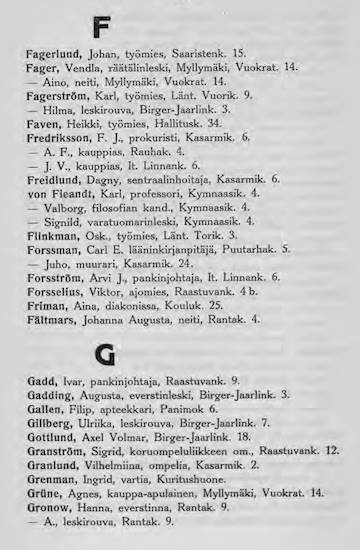 F
Fagerlund, Johan, työmies, Saaristenk. 15.
Fager, Vendla, räätälinleski, Myllymäki, Vuokrat. 14.
— Aino, neiti, Myllymäki, Vuokrat. 14.
Fagerström, Karl, työmies, Länt. Vuorik. 9.
— Hilma, leskirouva, Birger-Jaarlink. 3.
Faven, Heikki, työmies, Hallitusk. 34.
Fredriksson, F. J., prokuristi, Kasarmik. 6.
— A. F., kauppias, Rauhak. 4.
— J. V., kauppias, It. Linnank. 6.
Freidlund, Dagny, sentraalinhoitaja, Kasarmik. 6.
von Fieandt, Karl, professori, Kymnaasik. 4.
— Valborg, filosofian kand., Kymnaasik. 4.
— Signild, varatuomarinleski, Kymnaasik. 4.
Flinkman, Osk., työmies, Länt. Torik. 3.
Forssman, Carl E. lääninkirjanpitäjä, Puutarhak. 5.
— Juho, muurari, Kasarmik. 24.
Forsström, Arvi J., pankinjohtaja, It. Linnank. 6.
Forsselius, Viktor, ajomies, Raastuvank. 4 b.
Friman, Aina, diakonissa, Kouluk. 25.
Fältmars, Johanna Augusta, neiti, Rantak. 4.
G
Gadd, Ivar, pankinjohtaja, Raastuvank. 9.
Gadding, Augusta, everstinleski, Birger-Jaarlink. 3.
Gallen, Filip, apteekkari, Panimok 6.
Gillberg, Ulriika, leskirouva, Birger-Jaarlink. 7.
Gottlund, Axel Volmar, Birger-Jaarlink. 18.
Granström, Sigrid, koruompeluliikkeen om., Raastuvank. 12.
Granlund, Vilhelmiina, ompelia, Kasarmik. 2.
Grenman, Ingrid, vartia, Kuritushuone.
Grüne, Agnes, kauppa-apulainen, Myllymäki, Vuokrat. 14.
Gronow, Hanna, everstinna, Rantak. 9.
— A., leskirouva, Rantak. 9.